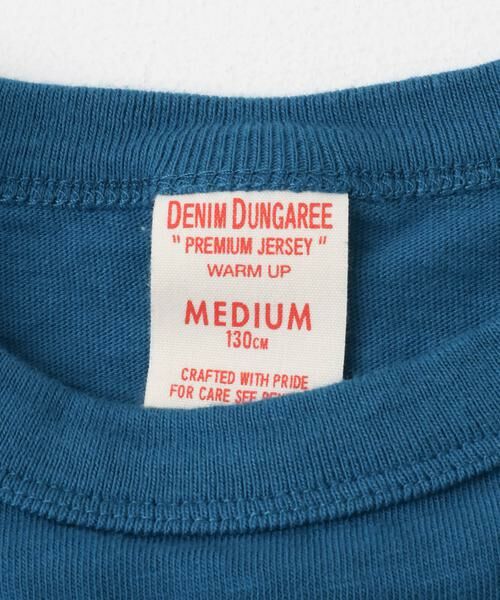 DENIM DUNGAREE
" PREMIUM JERSEY "
WARM UP
MEDIUM
130CM
CRAFTED WITH PRIDE
FOR CARE SEE